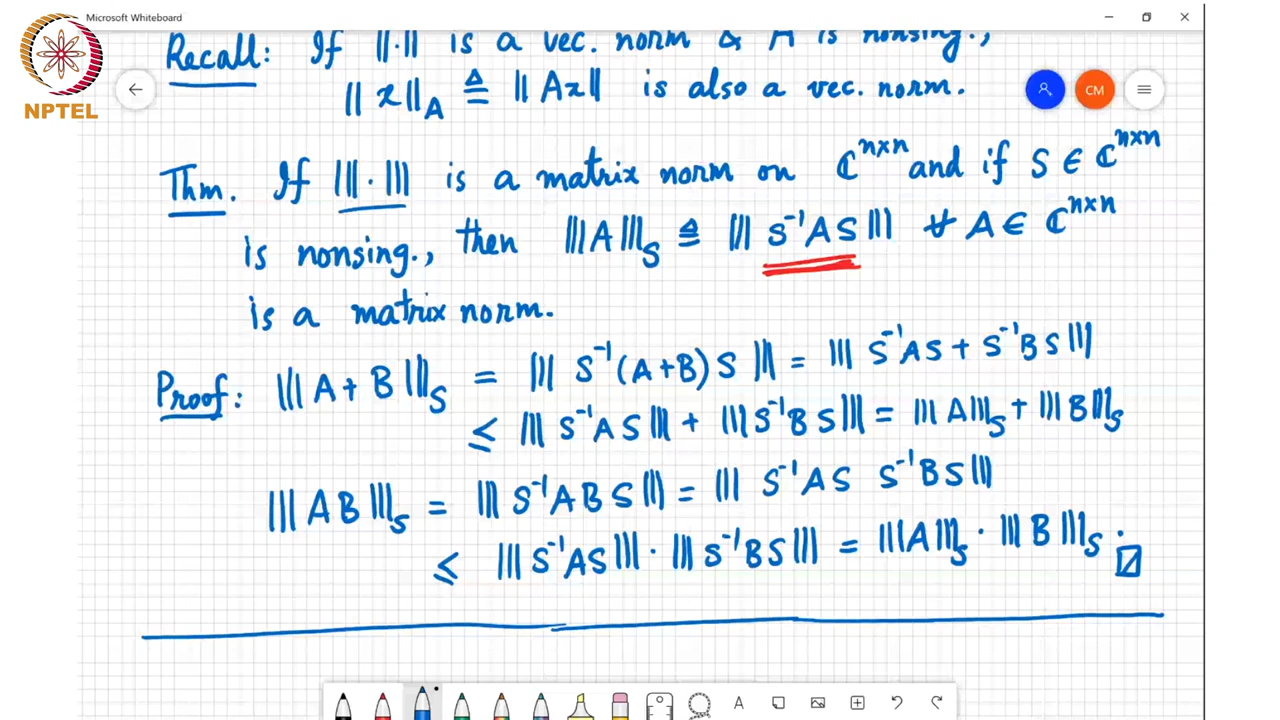 Microsoft Whiteboard
NPTEL
CM
Recall: If ||·|| is a vec. norm & A is nonsing.,
||x||_A ≜ ||Ax|| is also a vec. norm.
Thm. If |||·||| is a matrix norm on ℂ^{n×n} and if S ∈ ℂ^{n×n}
is nonsing., then |||A|||_S ≜ ||| S⁻¹AS ||| ∀ A ∈ ℂ^{n×n}
is a matrix norm.
Proof: ||| A + B |||_S = ||| S⁻¹(A+B) S ||| = ||| S⁻¹AS + S⁻¹BS |||
≤ ||| S⁻¹AS ||| + ||| S⁻¹BS ||| = |||A|||_S + |||B|||_S
||| AB |||_S = ||| S⁻¹ABS ||| = ||| S⁻¹AS S⁻¹BS |||
≤ ||| S⁻¹AS ||| · ||| S⁻¹BS ||| = |||A|||_S · |||B|||_S .
A